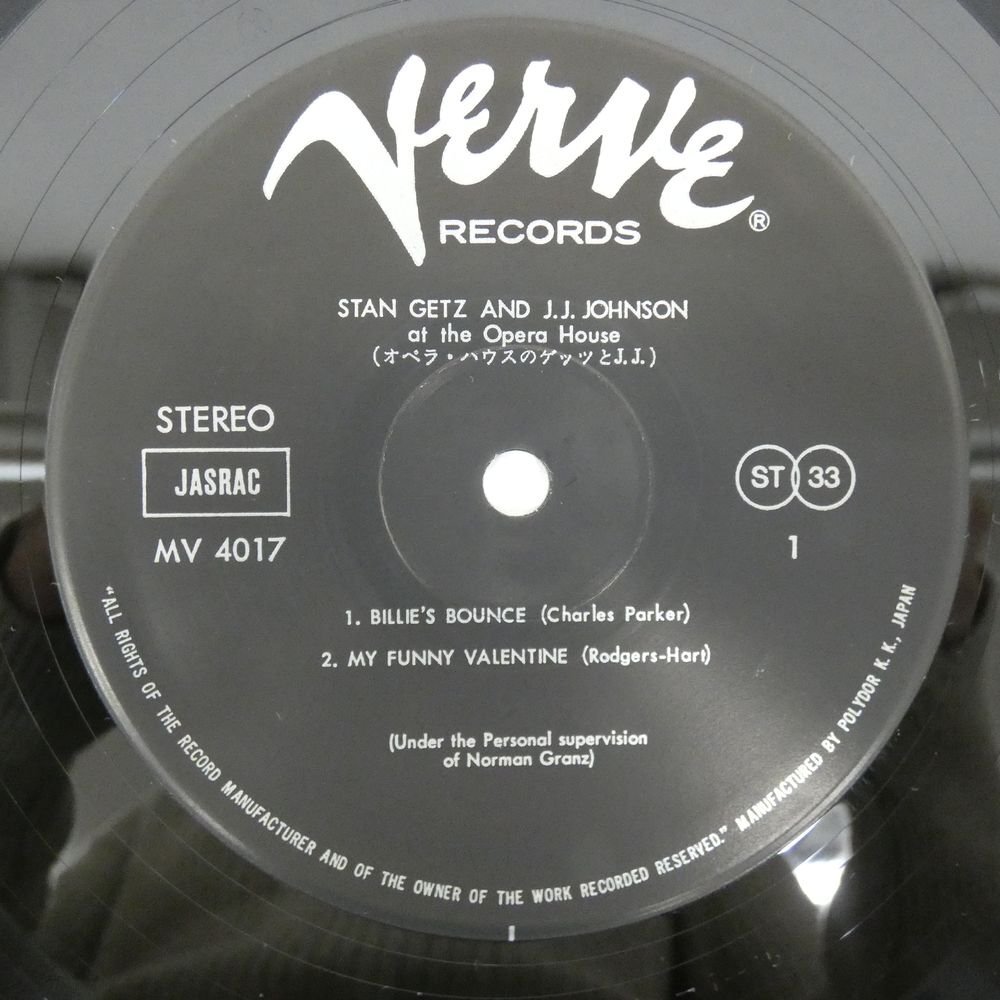 Verve
RECORDS ®
STAN GETZ AND J.J. JOHNSON
at the Opera House
(オペラ・ハウスのゲッツとJ.J.)
STEREO
JASRAC
MV 4017
ST 33
1
1. BILLIE'S BOUNCE (Charles Parker)
2. MY FUNNY VALENTINE (Rodgers-Hart)
(Under the Personal supervision
of Norman Granz)
"ALL RIGHTS OF THE RECORD MANUFACTURER AND OF THE OWNER OF THE WORK RECORDED RESERVED." MANUFACTURED BY POLYDOR K. K., JAPAN